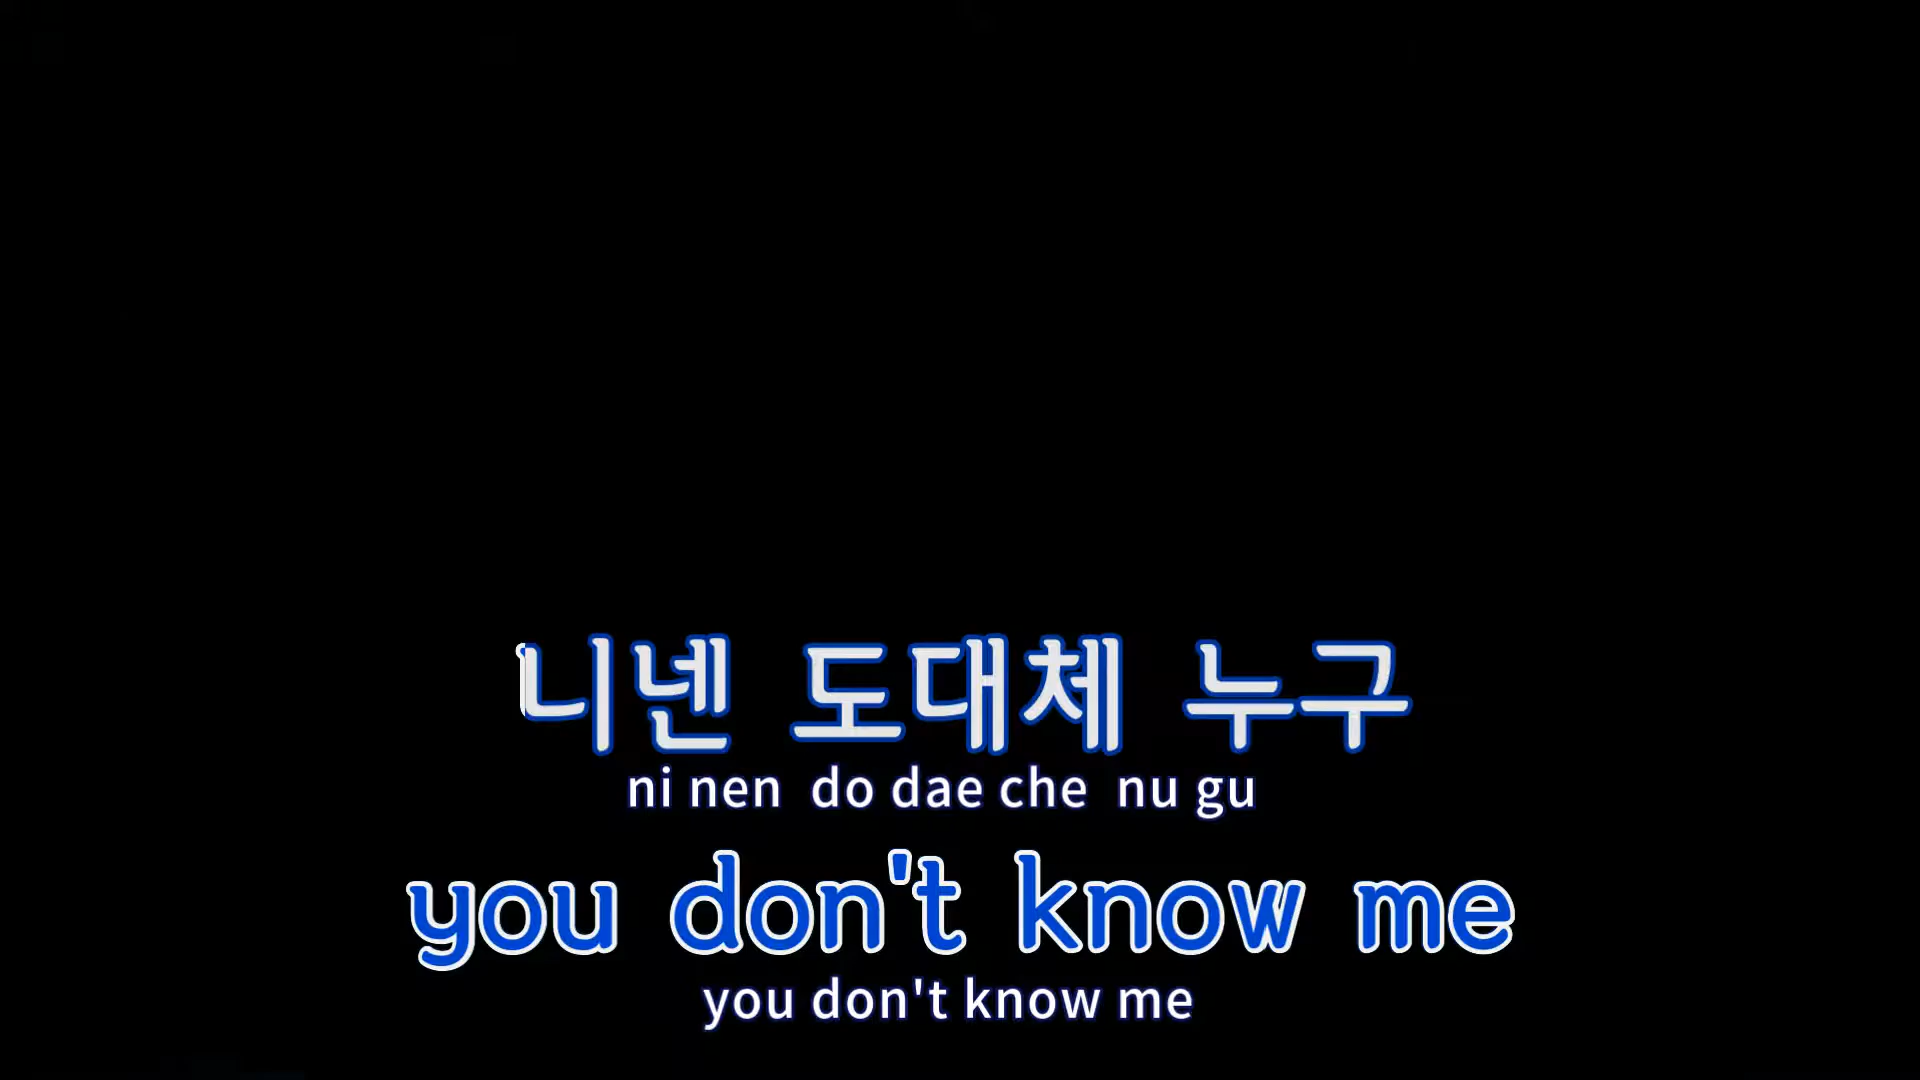 니넨 도대체 누구
ni nen do dae che nu gu
you don't know me
you don't know me